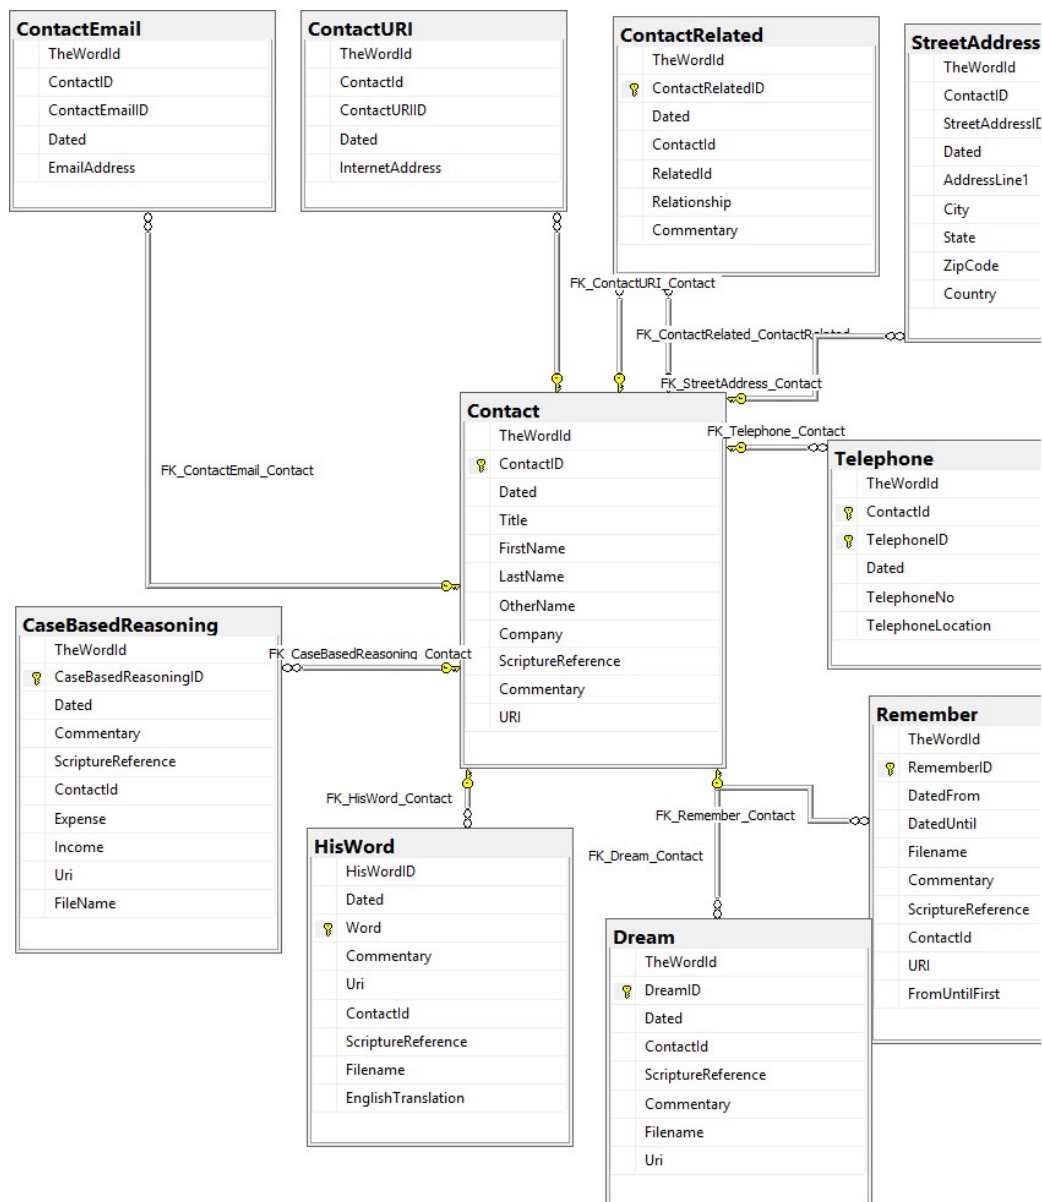 ContactEmail
TheWordId
ContactID
ContactEmailID
Dated
EmailAddress
ContactURI
TheWordId
ContactId
ContactURIID
Dated
InternetAddress
ContactRelated
TheWordId
ContactRelatedID
Dated
ContactId
RelatedId
Relationship
Commentary
StreetAddress
TheWordId
ContactID
StreetAddressID
Dated
AddressLine1
City
State
ZipCode
Country
FK_ContactURI_Contact
FK_ContactRelated_ContactRelated
FK_StreetAddress_Contact
FK_Telephone_Contact
FK_ContactEmail_Contact
Contact
TheWordId
ContactID
Dated
Title
FirstName
LastName
OtherName
Company
ScriptureReference
Commentary
URI
Telephone
TheWordId
ContactId
TelephoneID
Dated
TelephoneNo
TelephoneLocation
CaseBasedReasoning
TheWordId
CaseBasedReasoningID
Dated
Commentary
ScriptureReference
ContactId
Expense
Income
Uri
FileName
FK_CaseBasedReasoning_Contact
Remember
TheWordId
RememberID
DatedFrom
DatedUntil
Filename
Commentary
ScriptureReference
ContactId
URI
FromUntilFirst
FK_HisWord_Contact
FK_Remember_Contact
FK_Dream_Contact
HisWord
HisWordID
Dated
Word
Commentary
Uri
ContactId
ScriptureReference
Filename
EnglishTranslation
Dream
TheWordId
DreamID
Dated
ContactId
ScriptureReference
Commentary
Filename
Uri